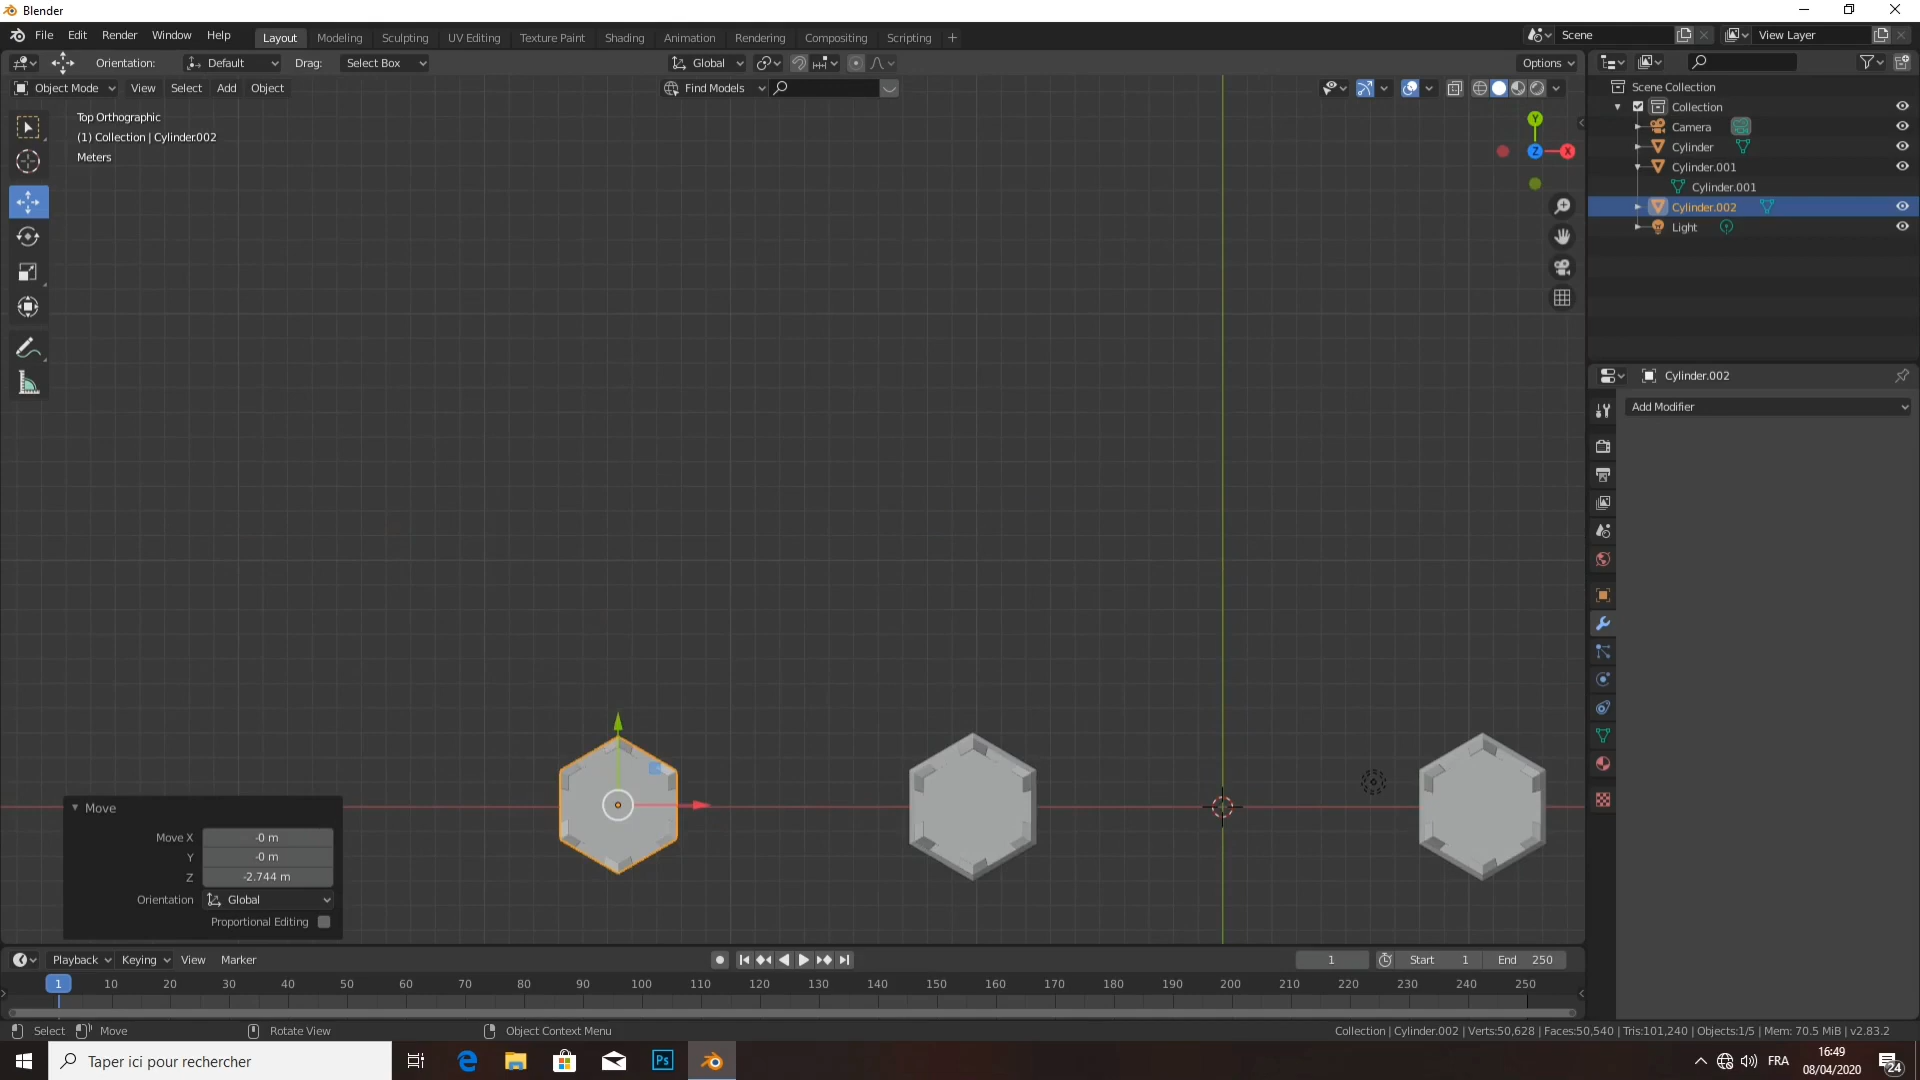 Blender
File Edit Render Window Help Layout Modeling Sculpting UV Editing Texture Paint Shading Animation Rendering Compositing Scripting + Scene View Layer
Orientation: Default Drag: Select Box Global Options
Object Mode View Select Add Object Find Models
Top Orthographic
(1) Collection | Cylinder.002
Meters
Y
Z X
Scene Collection
Collection
Camera
Cylinder
Cylinder.001
Cylinder.001
Cylinder.002
Light
Cylinder.002
Add Modifier
Move
Move X -0 m
Y -0 m
Z -2.744 m
Orientation Global
Proportional Editing
Playback Keying View Marker 1 Start 1 End 250
1 10 20 30 40 50 60 70 80 90 100 110 120 130 140 150 160 170 180 190 200 210 220 230 240 250
Select Move Rotate View Object Context Menu Collection | Cylinder.002 | Verts:50,628 | Faces:50,540 | Tris:101,240 | Objects:1/5 | Mem: 70.5 MiB | v2.83.2
Taper ici pour rechercher Ps FRA 16:49
08/04/2020 24